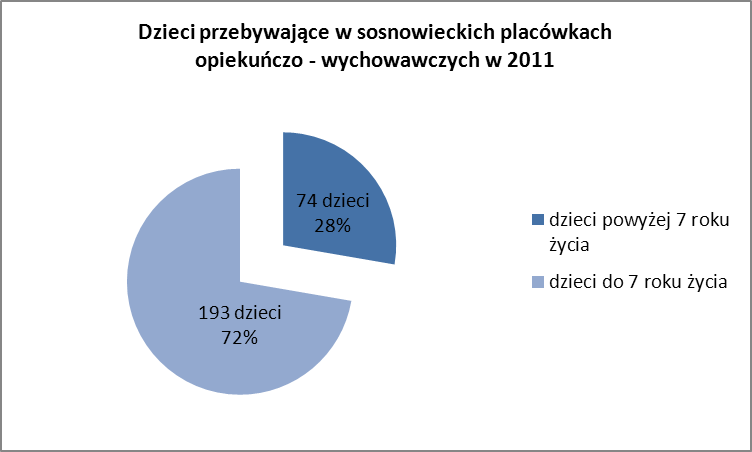 Dzieci przebywające w sosnowieckich placówkach
opiekuńczo - wychowawczych w 2011
74 dzieci
28%
193 dzieci
72%
dzieci powyżej 7 roku
życia
dzieci do 7 roku życia